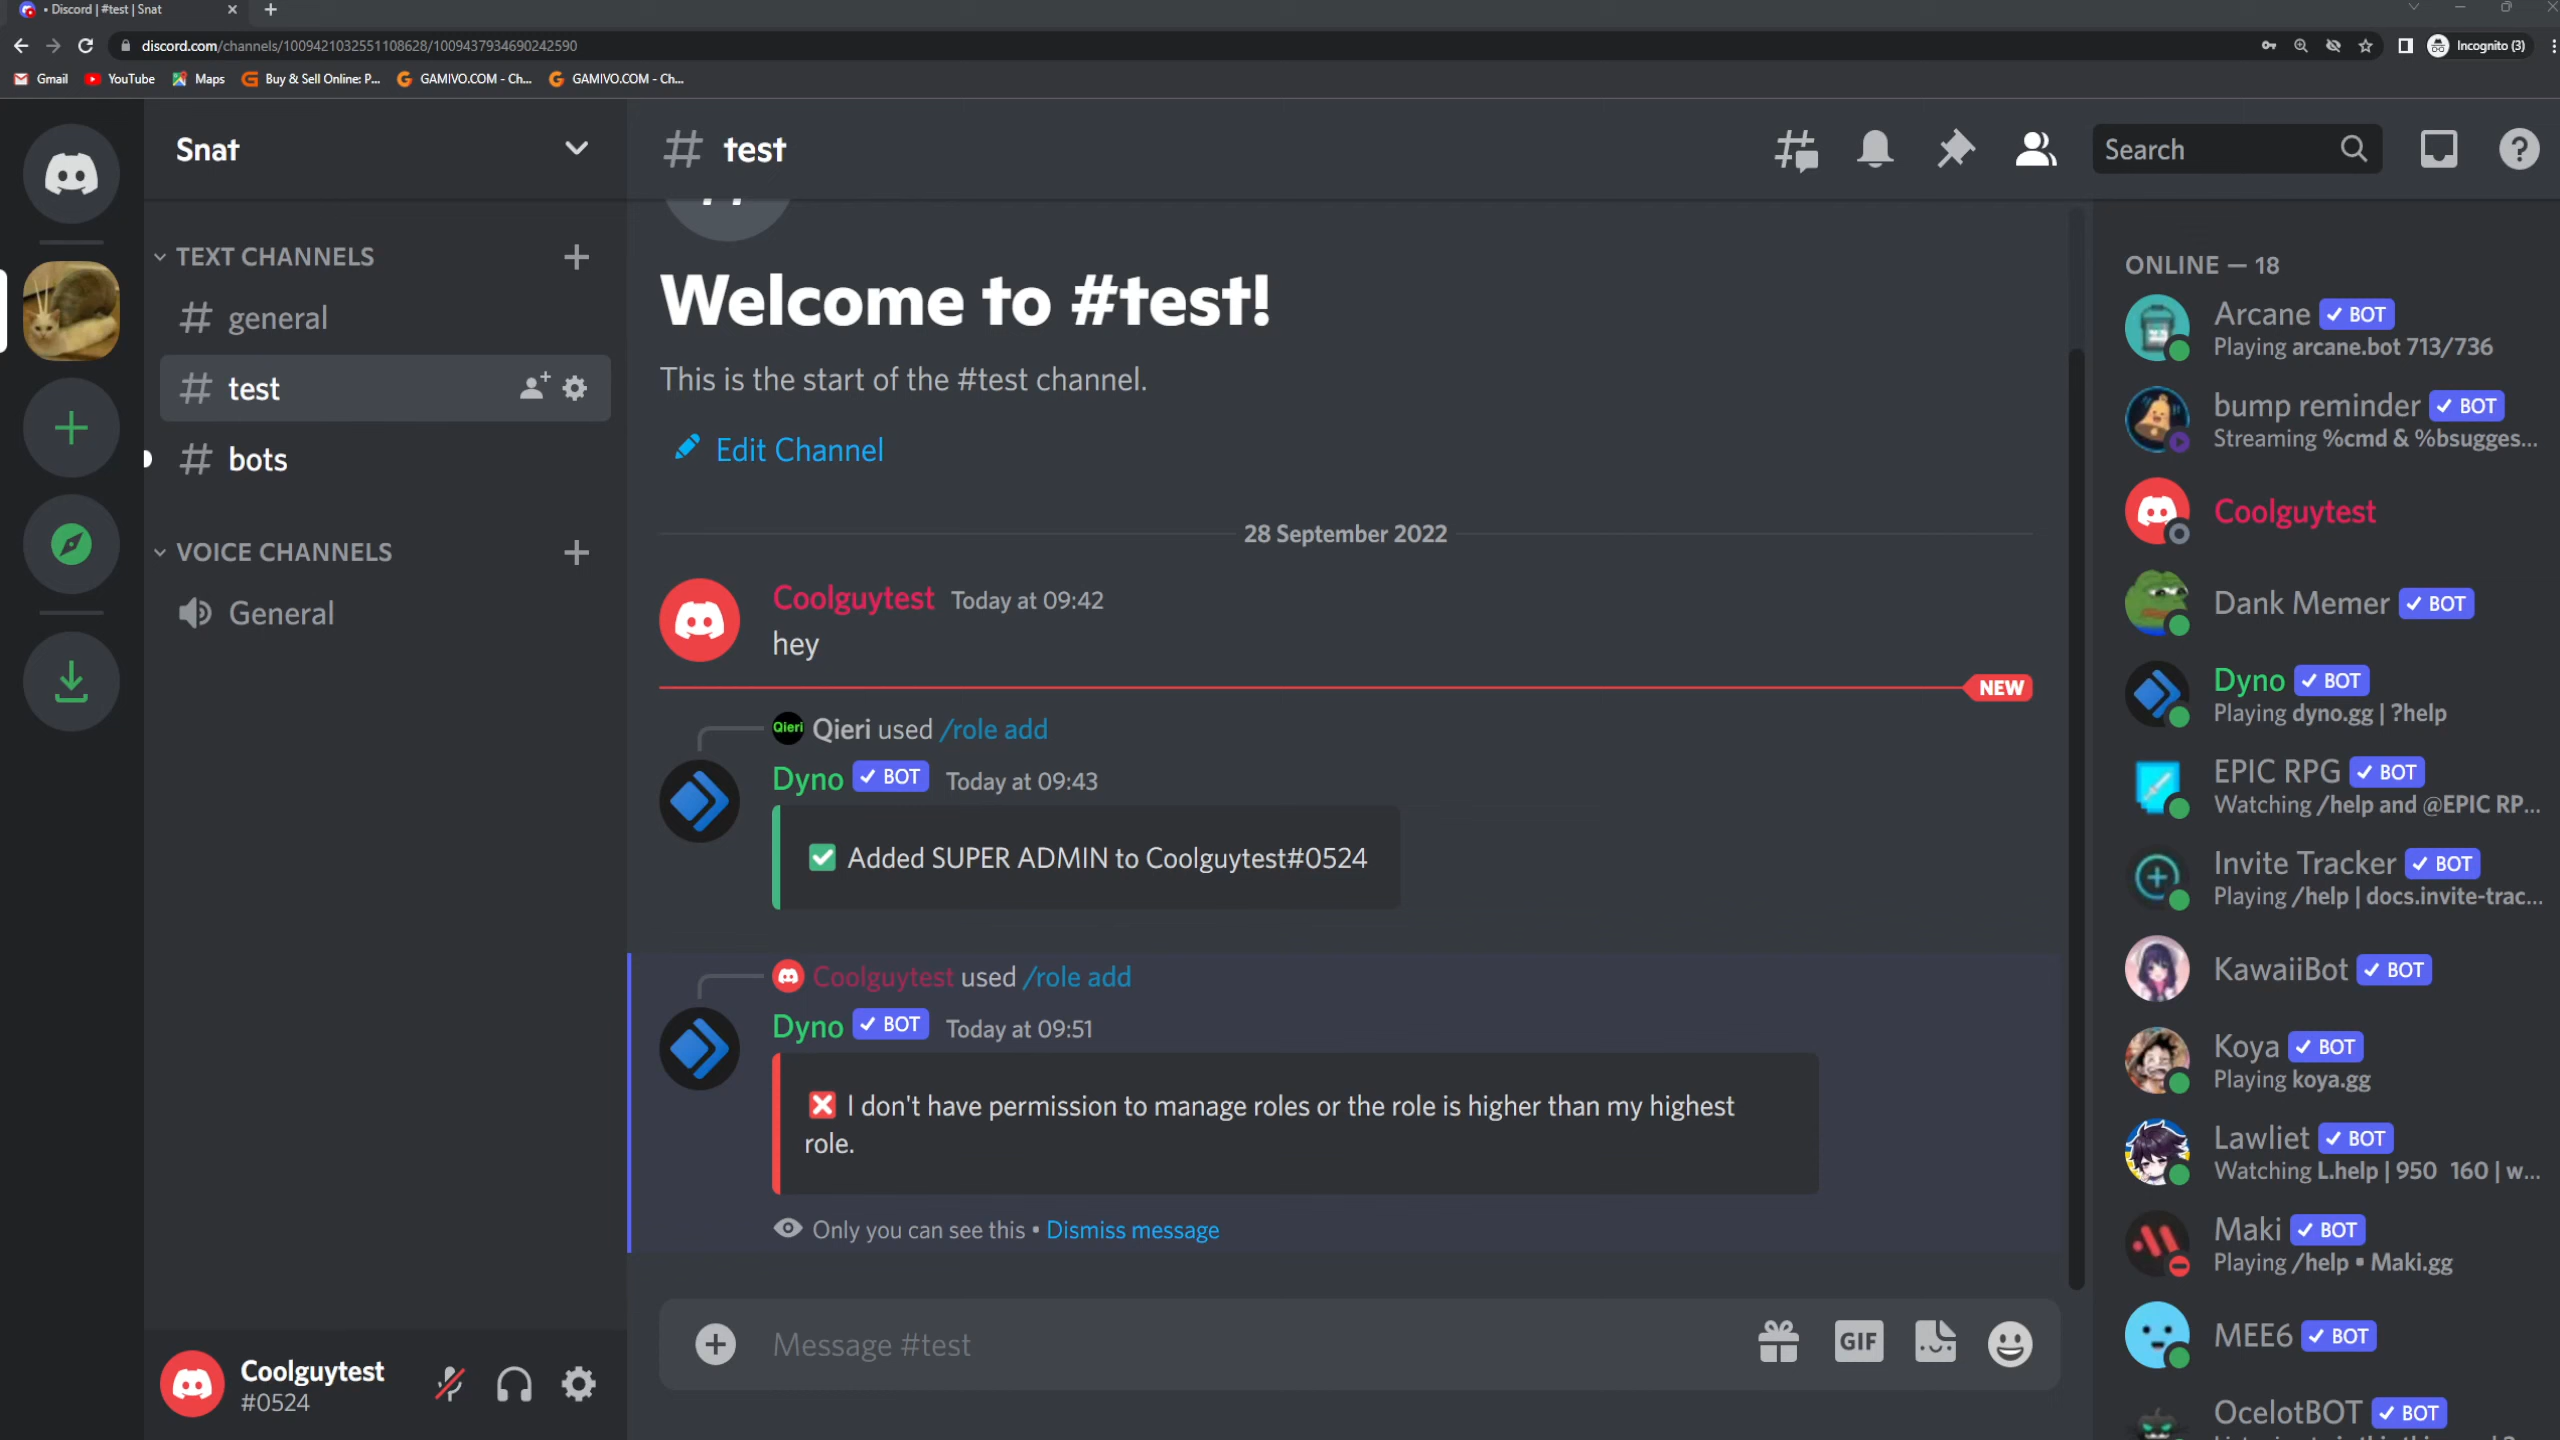 • Discord | #test | Snat
discord.com/channels/1009421032551108628/1009437934690242590
Incognito (3)
Gmail
YouTube
Maps
Buy & Sell Online: P...
GAMIVO.COM - Ch...
GAMIVO.COM - Ch...
Snat
TEXT CHANNELS
# general
# test
# bots
VOICE CHANNELS
General
Coolguytest
#0524
# test
Search
Welcome to #test!
This is the start of the #test channel.
Edit Channel
28 September 2022
Coolguytest Today at 09:42
hey
NEW
Qieri Qieri used /role add
Dyno ✓ BOT Today at 09:43
Added SUPER ADMIN to Coolguytest#0524
Coolguytest used /role add
Dyno ✓ BOT Today at 09:51
I don't have permission to manage roles or the role is higher than my highest
role.
Only you can see this • Dismiss message
Message #test
GIF
ONLINE — 18
Arcane ✓ BOT
Playing arcane.bot 713/736
bump reminder ✓ BOT
Streaming %cmd & %bsugges...
Coolguytest
Dank Memer ✓ BOT
Dyno ✓ BOT
Playing dyno.gg | ?help
EPIC RPG ✓ BOT
Watching /help and @EPIC RP...
Invite Tracker ✓ BOT
Playing /help | docs.invite-trac...
KawaiiBot ✓ BOT
Koya ✓ BOT
Playing koya.gg
Lawliet ✓ BOT
Watching L.help | 950 160 | w...
Maki ✓ BOT
Playing /help • Maki.gg
MEE6 ✓ BOT
OcelotBOT ✓ BOT